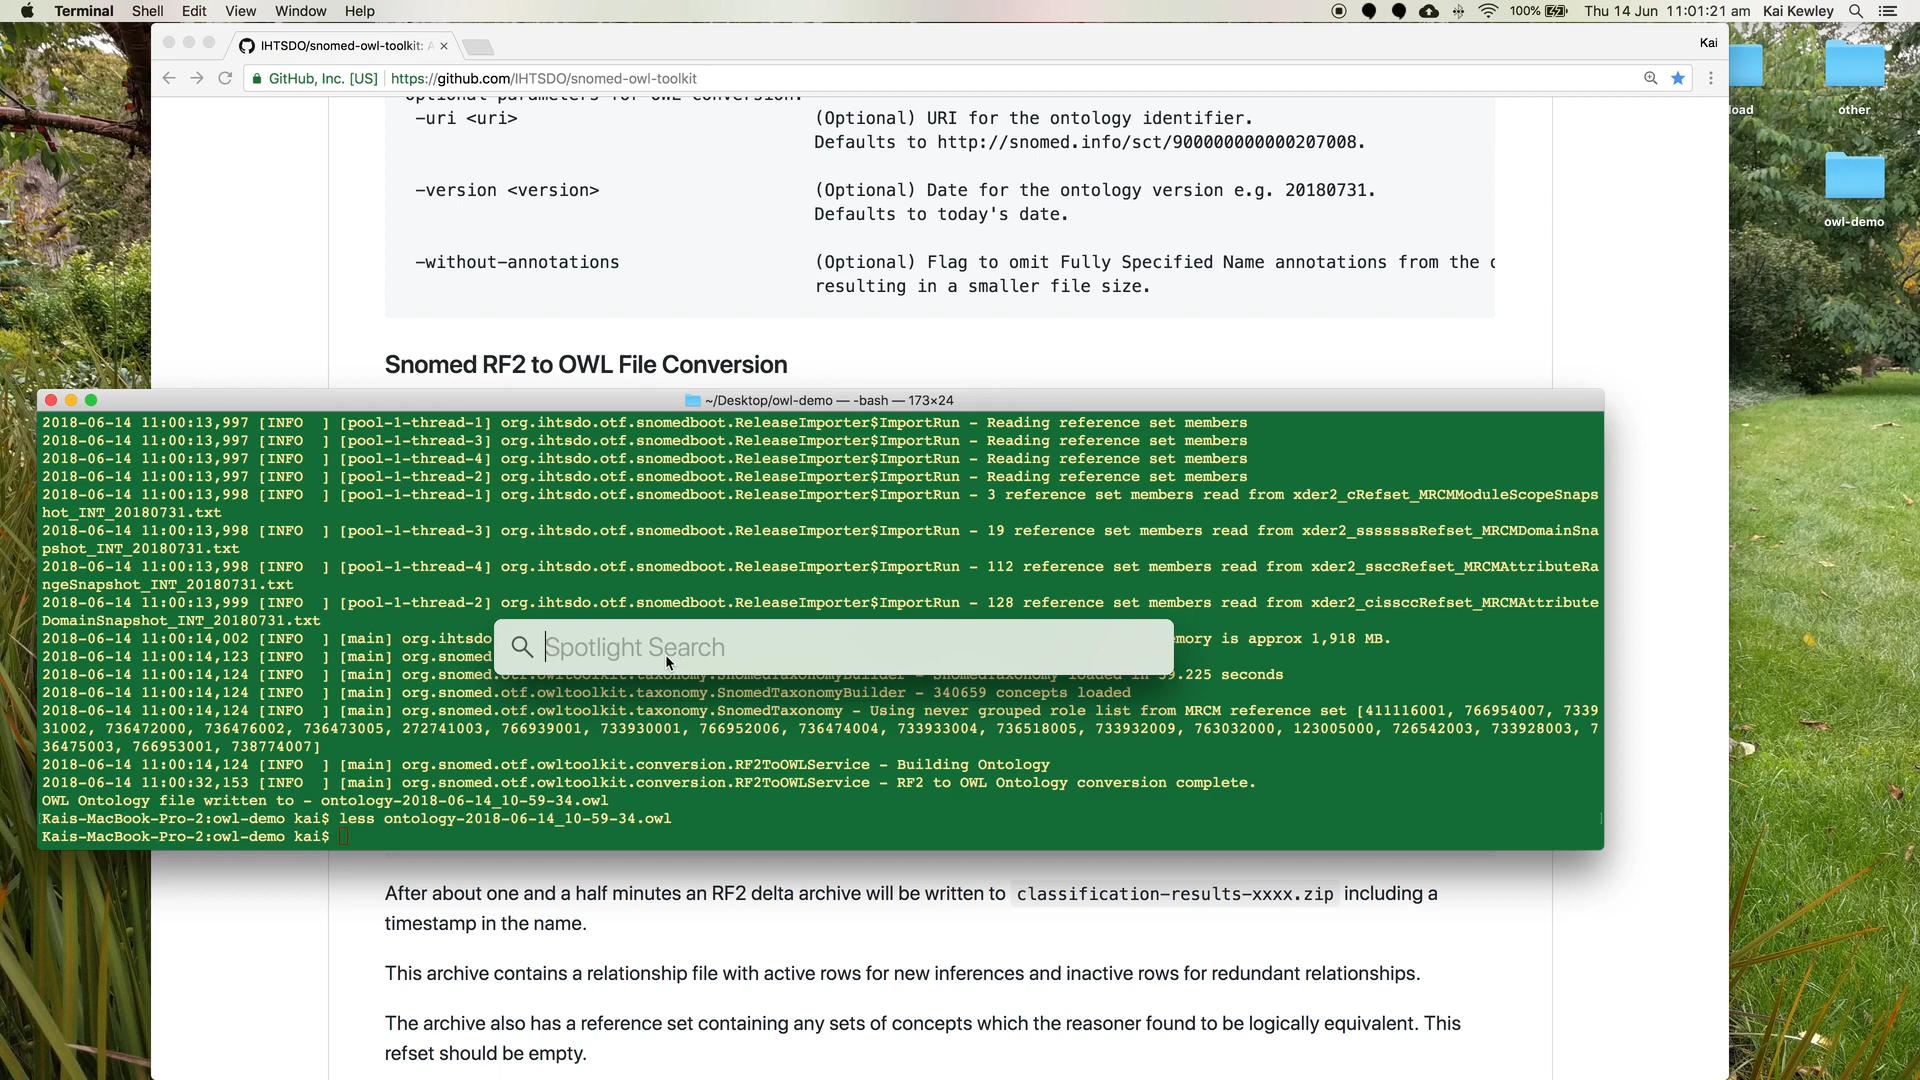 Terminal Shell Edit View Window Help 100% Thu 14 Jun 11:01:21 am Kai Kewley
IHTSDO/snomed-owl-toolkit: A Kai
GitHub, Inc. [US] https://github.com/IHTSDO/snomed-owl-toolkit
load other
owl-demo
Optional parameters for OWL conversion:
-uri <uri> (Optional) URI for the ontology identifier.
Defaults to http://snomed.info/sct/900000000000207008.
-version <version> (Optional) Date for the ontology version e.g. 20180731.
Defaults to today's date.
-without-annotations (Optional) Flag to omit Fully Specified Name annotations from the
resulting in a smaller file size.
Snomed RF2 to OWL File Conversion
~/Desktop/owl-demo — -bash — 173×24
2018-06-14 11:00:13,997 [INFO  ] [pool-1-thread-1] org.ihtsdo.otf.snomedboot.ReleaseImporter$ImportRun - Reading reference set members
2018-06-14 11:00:13,997 [INFO  ] [pool-1-thread-3] org.ihtsdo.otf.snomedboot.ReleaseImporter$ImportRun - Reading reference set members
2018-06-14 11:00:13,997 [INFO  ] [pool-1-thread-4] org.ihtsdo.otf.snomedboot.ReleaseImporter$ImportRun - Reading reference set members
2018-06-14 11:00:13,997 [INFO  ] [pool-1-thread-2] org.ihtsdo.otf.snomedboot.ReleaseImporter$ImportRun - Reading reference set members
2018-06-14 11:00:13,998 [INFO  ] [pool-1-thread-1] org.ihtsdo.otf.snomedboot.ReleaseImporter$ImportRun - 3 reference set members read from xder2_cRefset_MRCMModuleScopeSnaps
hot_INT_20180731.txt
2018-06-14 11:00:13,998 [INFO  ] [pool-1-thread-3] org.ihtsdo.otf.snomedboot.ReleaseImporter$ImportRun - 19 reference set members read from xder2_sssssssRefset_MRCMDomainSna
pshot_INT_20180731.txt
2018-06-14 11:00:13,998 [INFO  ] [pool-1-thread-4] org.ihtsdo.otf.snomedboot.ReleaseImporter$ImportRun - 112 reference set members read from xder2_ssccRefset_MRCMAttributeRa
ngeSnapshot_INT_20180731.txt
2018-06-14 11:00:13,999 [INFO  ] [pool-1-thread-2] org.ihtsdo.otf.snomedboot.ReleaseImporter$ImportRun - 128 reference set members read from xder2_cissccRefset_MRCMAttribute
DomainSnapshot_INT_20180731.txt
2018-06-14 11:00:14,002 [INFO  ] [main] org.ihtsdo mory is approx 1,918 MB.
Spotlight Search
2018-06-14 11:00:14,123 [INFO  ] [main] org.snomed
2018-06-14 11:00:14,124 [INFO  ] [main] org.snomed.otf.owltoolkit.taxonomy.SnomedTaxonomyBuilder - SnomedTaxonomy loaded in 39.225 seconds
2018-06-14 11:00:14,124 [INFO  ] [main] org.snomed.otf.owltoolkit.taxonomy.SnomedTaxonomyBuilder - 340659 concepts loaded
2018-06-14 11:00:14,124 [INFO  ] [main] org.snomed.otf.owltoolkit.taxonomy.SnomedTaxonomy - Using never grouped role list from MRCM reference set [411116001, 766954007, 7339
31002, 736472000, 736476002, 736473005, 272741003, 766939001, 733930001, 766952006, 736474004, 733933004, 736518005, 733932009, 763032000, 123005000, 726542003, 733928003, 7
36475003, 766953001, 738774007]
2018-06-14 11:00:14,124 [INFO  ] [main] org.snomed.otf.owltoolkit.conversion.RF2ToOWLService - Building Ontology
2018-06-14 11:00:32,153 [INFO  ] [main] org.snomed.otf.owltoolkit.conversion.RF2ToOWLService - RF2 to OWL Ontology conversion complete.
OWL Ontology file written to - ontology-2018-06-14_10-59-34.owl
[Kais-MacBook-Pro-2:owl-demo kai$ less ontology-2018-06-14_10-59-34.owl ]
Kais-MacBook-Pro-2:owl-demo kai$
After about one and a half minutes an RF2 delta archive will be written to classification-results-xxxx.zip including a
timestamp in the name.
This archive contains a relationship file with active rows for new inferences and inactive rows for redundant relationships.
The archive also has a reference set containing any sets of concepts which the reasoner found to be logically equivalent. This
refset should be empty.